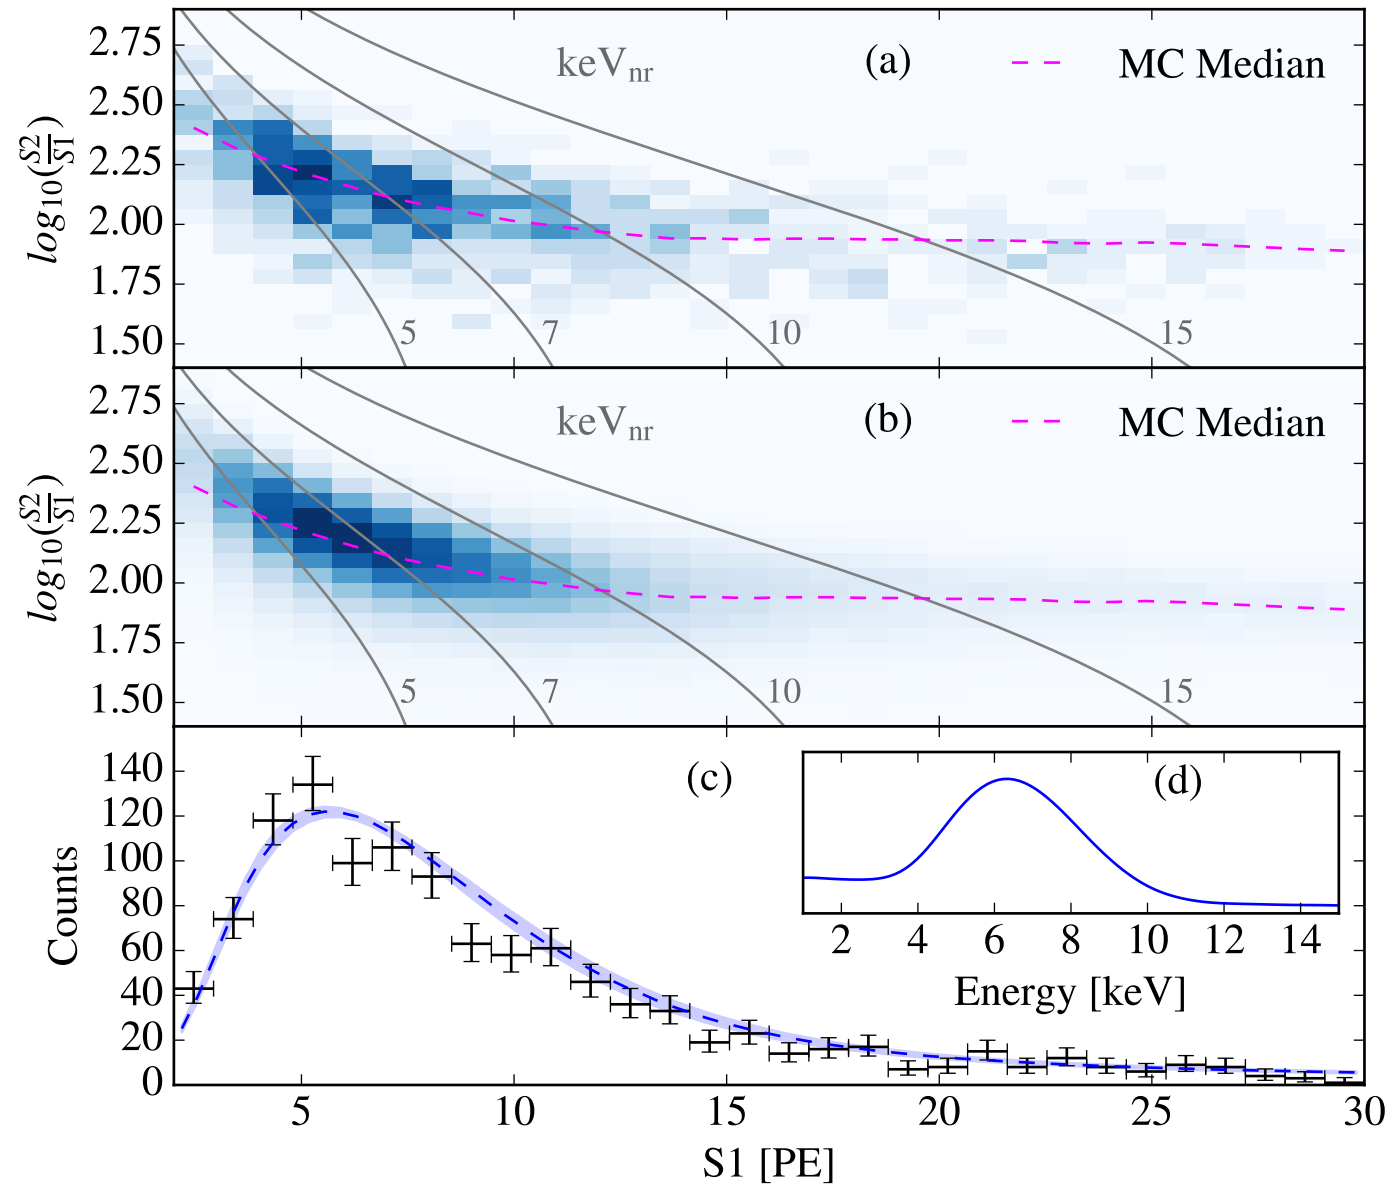 2.75
2.50
2.25
2.00
1.75
1.50
log10(S2/S1)
keVnr
(a)
MC Median
5
7
10
15
2.75
2.50
2.25
2.00
1.75
1.50
log10(S2/S1)
keVnr
(b)
MC Median
5
7
10
15
140
120
100
80
60
40
20
0
Counts
(c)
(d)
2 4 6 8 10 12 14
Energy [keV]
5 10 15 20 25 30
S1 [PE]